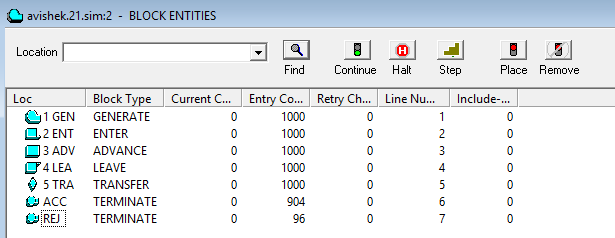 avishek.21.sim:2 - BLOCK ENTITIES
Location
Find Continue Halt Step Place Remove
Loc Block Type Current C... Entry Co... Retry Ch... Line Nu... Include-...
1 GEN GENERATE 0 1000 0 1 0
2 ENT ENTER 0 1000 0 2 0
3 ADV ADVANCE 0 1000 0 3 0
4 LEA LEAVE 0 1000 0 4 0
5 TRA TRANSFER 0 1000 0 5 0
ACC TERMINATE 0 904 0 6 0
REJ TERMINATE 0 96 0 7 0